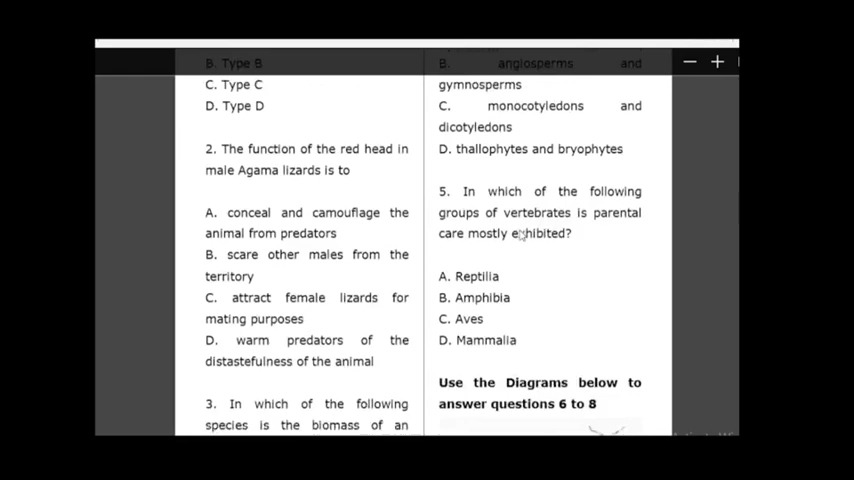 B. Type B
C. Type C
D. Type D
2. The function of the red head in
male Agama lizards is to
A. conceal and camouflage the
animal from predators
B. scare other males from the
territory
C. attract female lizards for
mating purposes
D. warm predators of the
distastefulness of the animal
3. In which of the following
species is the biomass of an
B. angiosperms and
gymnosperms
C. monocotyledons and
dicotyledons
D. thallophytes and bryophytes
5. In which of the following
groups of vertebrates is parental
care mostly exhibited?
A. Reptilia
B. Amphibia
C. Aves
D. Mammalia
Use the Diagrams below to
answer questions 6 to 8